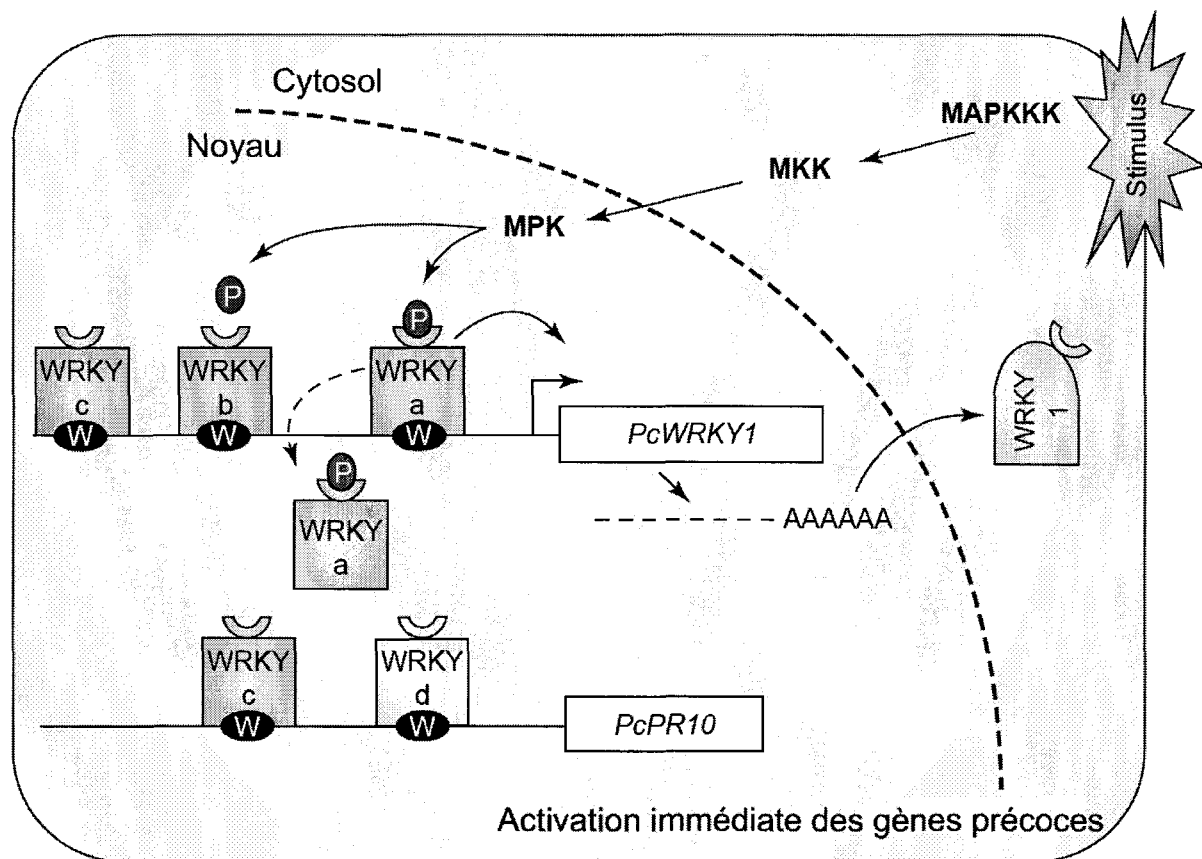 Cytosol
Noyau
MAPKKK
Stimulus
MKK
MPK
P
P
WRKY
c
WRKY
b
WRKY
a
W
W
W
PcWRKY1
WRKY
1
P
WRKY
a
AAAAAA
WRKY
c
WRKY
d
W
W
PcPR10
Activation immédiate des gènes précoces